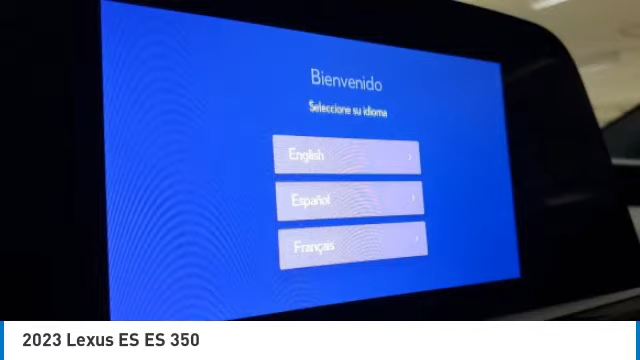 Bienvenido
Seleccione su idioma
English
Español
Français
2023 Lexus ES ES 350